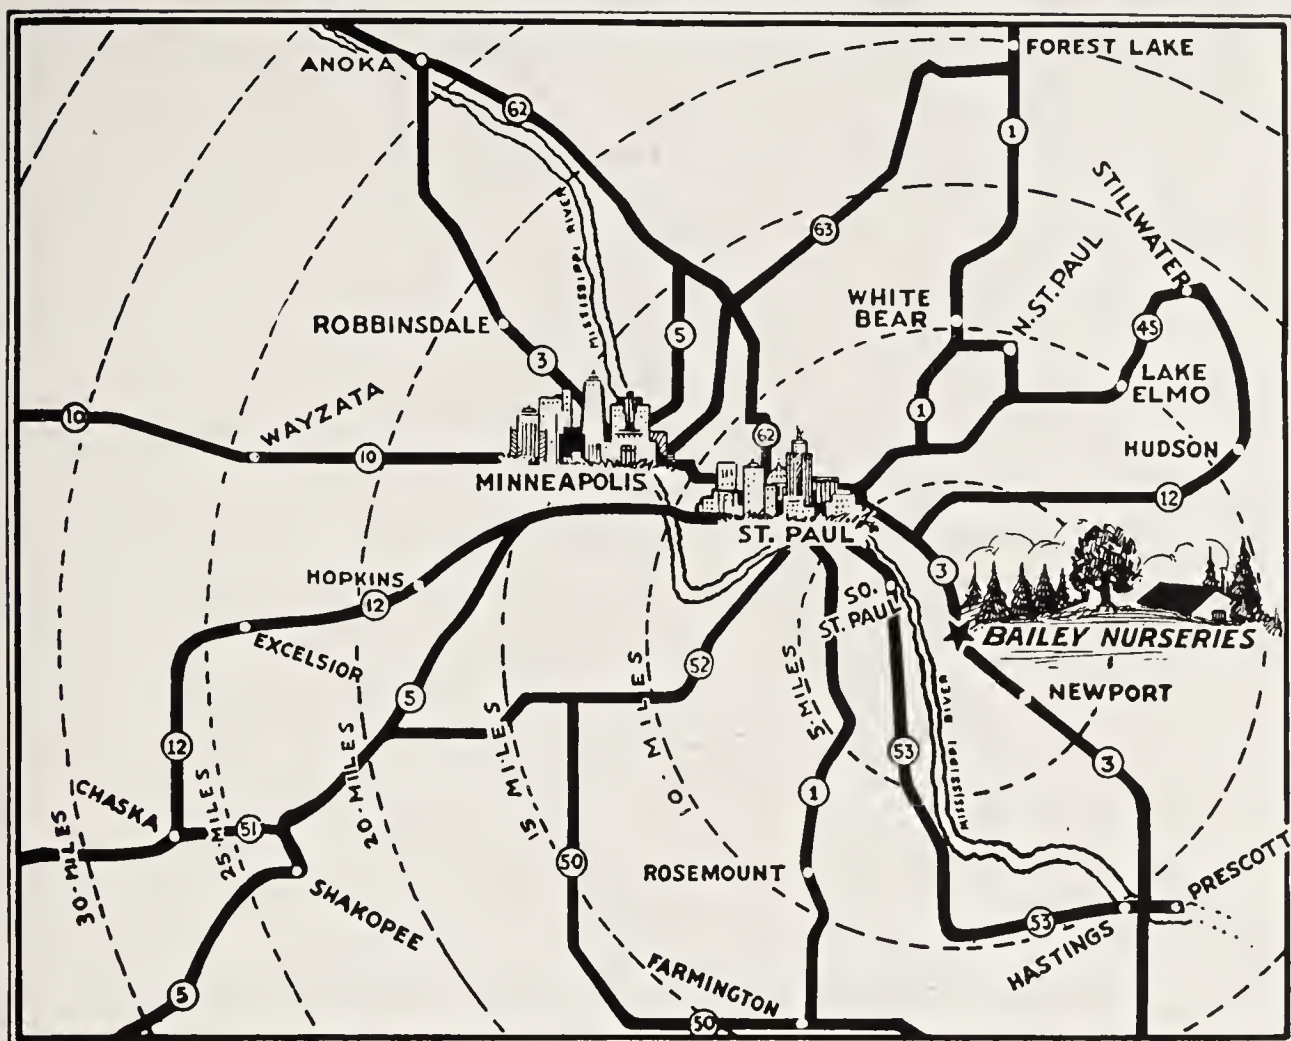 ANOKA
FOREST LAKE
62
1
STILLWATER
MISSISSIPPI RIVER
63
N. ST. PAUL
WHITE
BEAR
ROBBINSDALE
5
45
3
LAKE
ELMO
10
WAYZATA
1
62
HUDSON
10
MINNEAPOLIS
12
ST. PAUL
3
HOPKINS
12
SO.
ST. PAUL
BAILEY NURSERIES
EXCELSIOR
52
5 MILES
10 MILES
15 MILES
20 MILES
25 MILES
30 MILES
5
NEWPORT
MISSISSIPPI RIVER
12
53
3
1
CHASKA
51
50
ROSEMOUNT
SHAKOPEE
PRESCOTT
53
HASTINGS
FARMINGTON
5
50